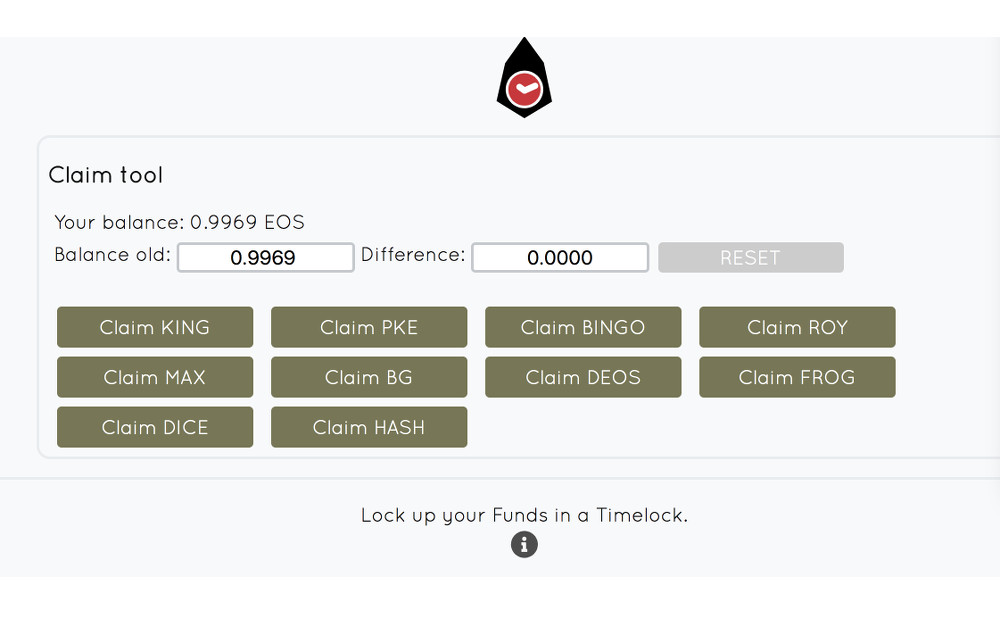 Claim tool
Your balance: 0.9969 EOS
Balance old: 0.9969 Difference: 0.0000 RESET
Claim KING Claim PKE Claim BINGO Claim ROY
Claim MAX Claim BG Claim DEOS Claim FROG
Claim DICE Claim HASH
Lock up your Funds in a Timelock.